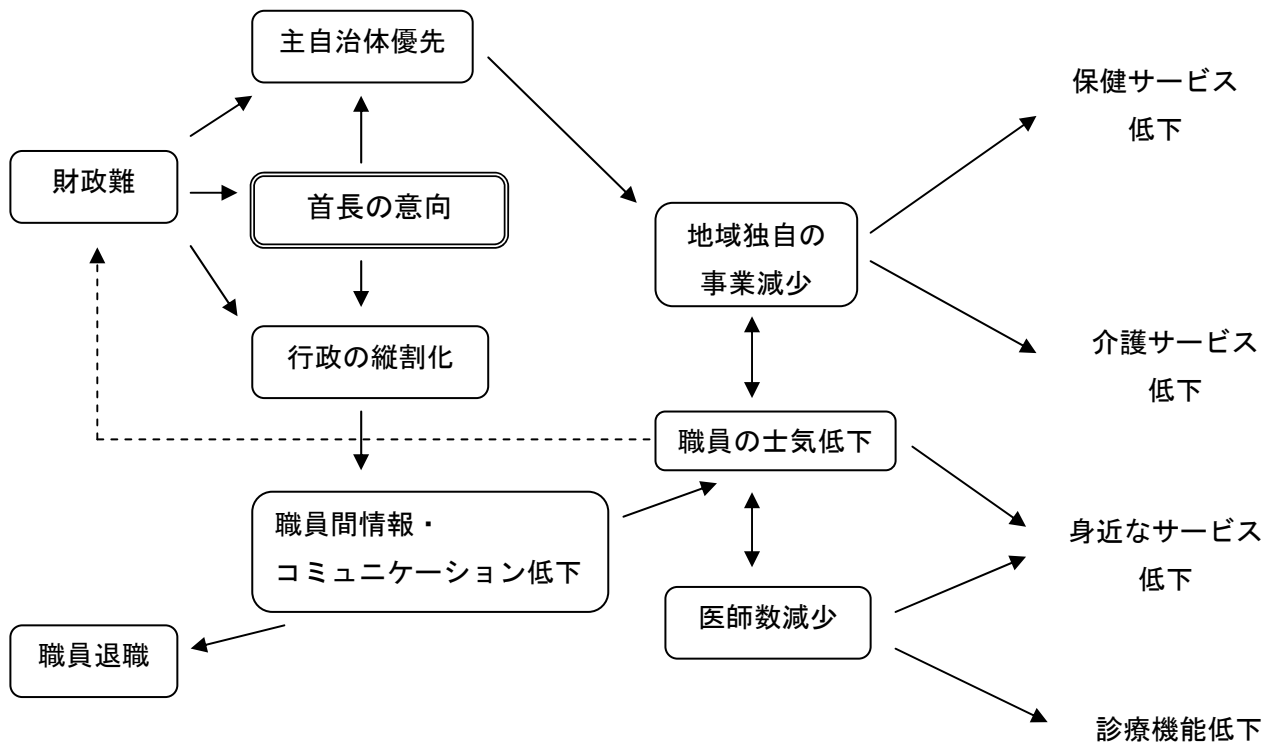 主自治体優先
財政難
首長の意向
行政の縦割化
職員間情報・
コミュニケーション低下
職員退職
地域独自の
事業減少
職員の士気低下
医師数減少
保健サービス
低下
介護サービス
低下
身近なサービス
低下
診療機能低下